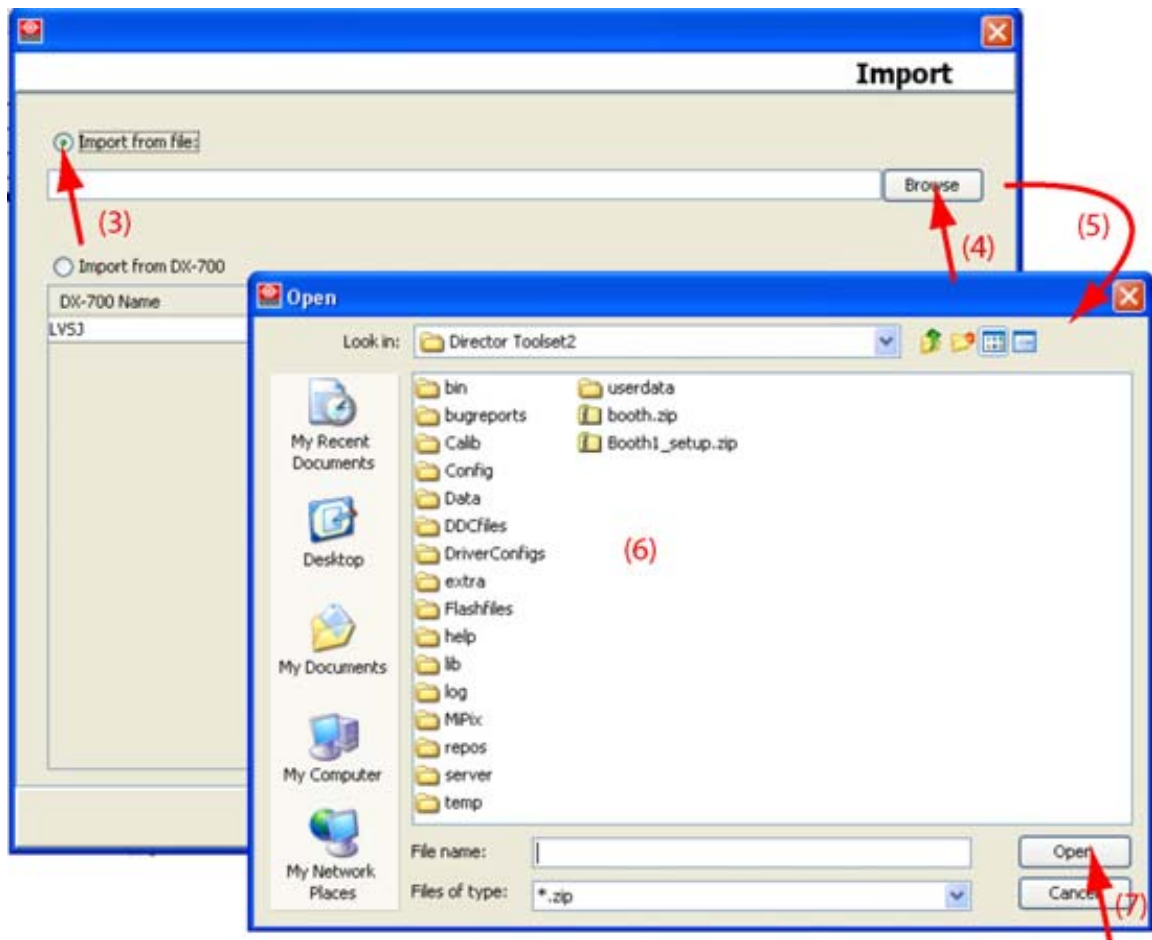 Import
Import from file:
Browse
(3)
(4)
(5)
Import from DX-700
DX-700 Name
LVSJ
Open
Look in: Director Toolset2
My Recent Documents
Desktop
My Documents
My Computer
My Network Places
bin
bugreports
Calib
Config
Data
DDCfiles
DriverConfigs
extra
Flashfiles
help
lib
log
MiPix
repos
server
temp
userdata
booth.zip
Booth1_setup.zip
(6)
File name:
Open
Files of type: *.zip
Cancel
(7)